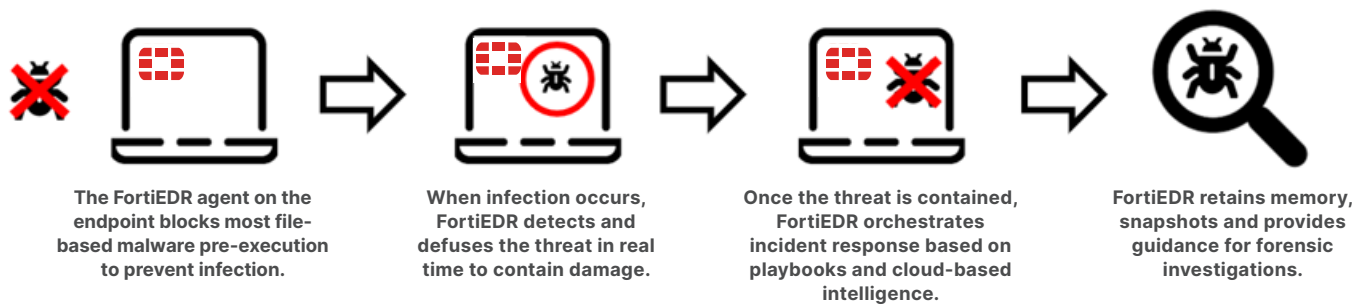 The FortiEDR agent on the
endpoint blocks most file-
based malware pre-execution
to prevent infection.
When infection occurs,
FortiEDR detects and
defuses the threat in real
time to contain damage.
Once the threat is contained,
FortiEDR orchestrates
incident response based on
playbooks and cloud-based
intelligence.
FortiEDR retains memory,
snapshots and provides
guidance for forensic
investigations.